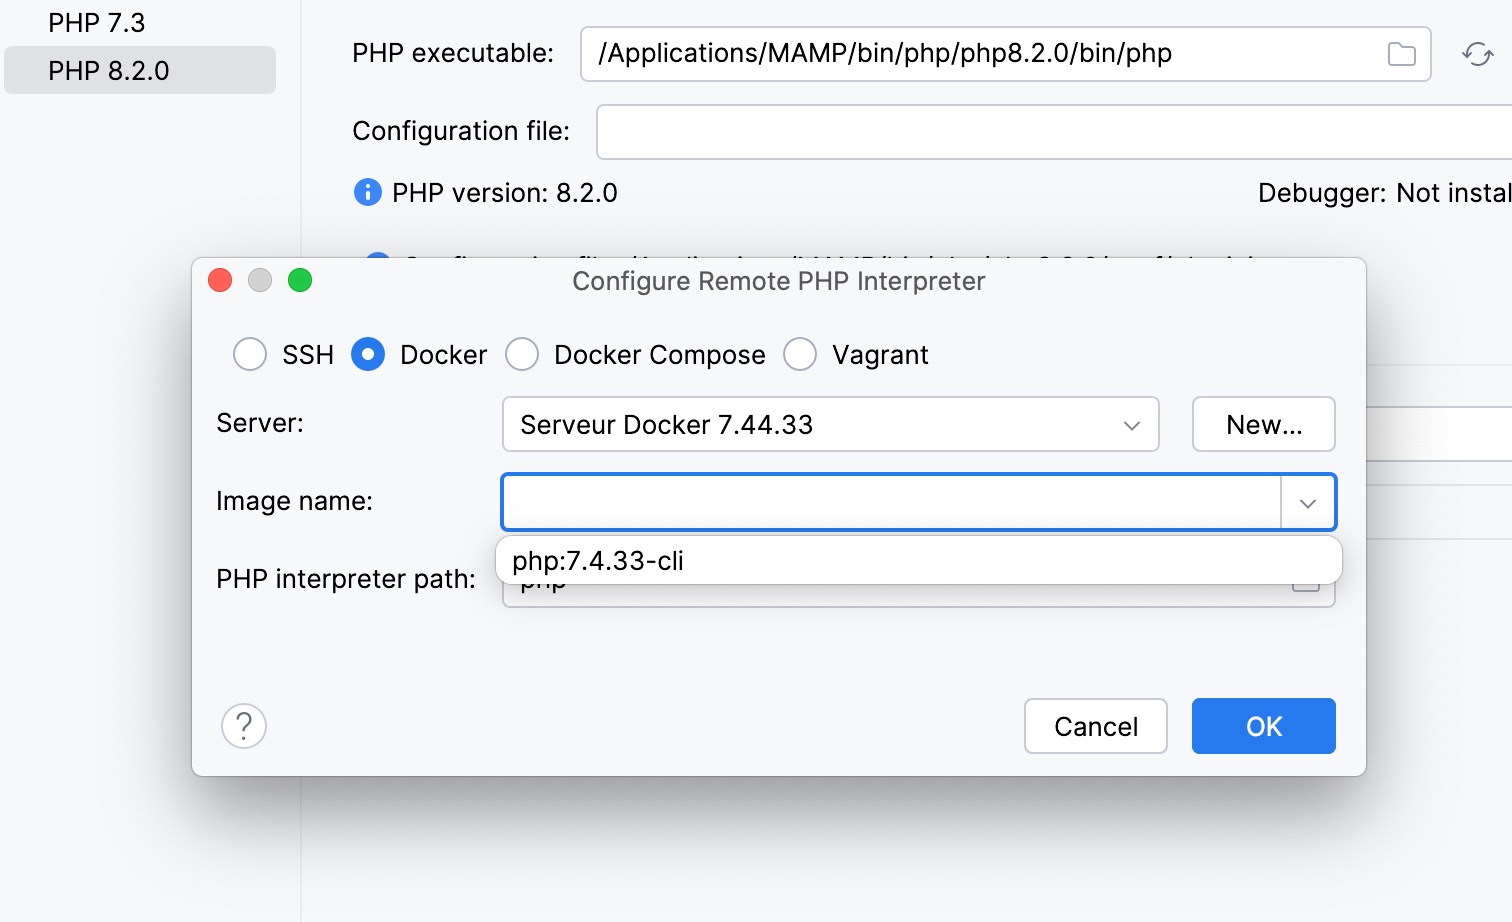 PHP 7.3
PHP 8.2.0
PHP executable: /Applications/MAMP/bin/php/php8.2.0/bin/php
Configuration file:
PHP version: 8.2.0
Debugger: Not instal
Configure Remote PHP Interpreter
SSH Docker Docker Compose Vagrant
Server: Serveur Docker 7.44.33 New...
Image name:
php:7.4.33-cli
PHP interpreter path: php
? Cancel OK